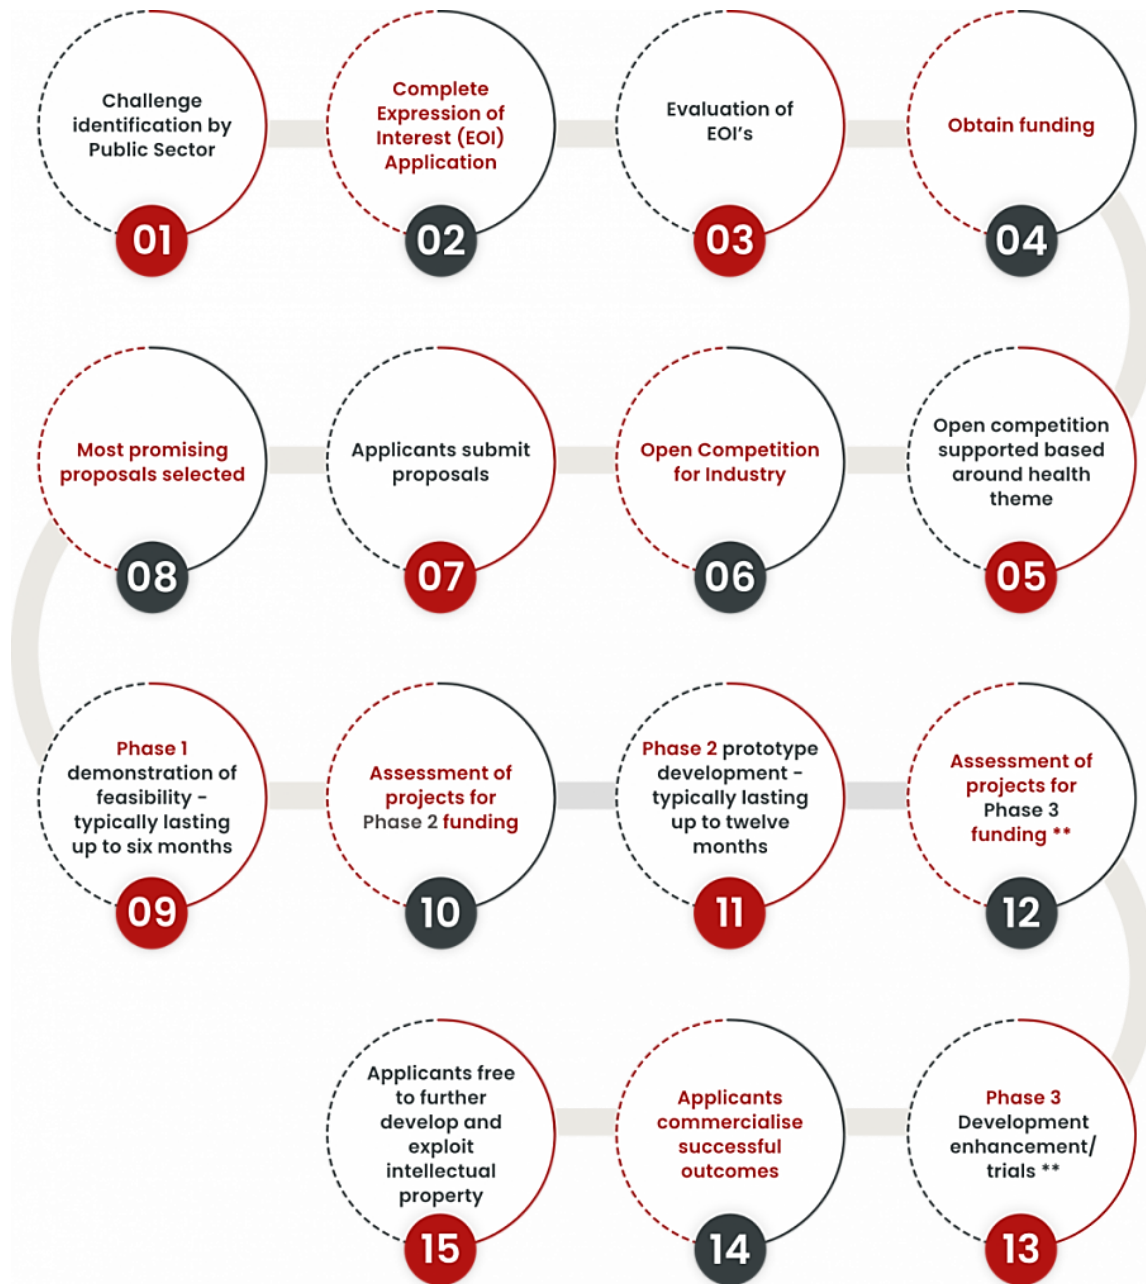 Challenge
identification by
Public Sector
01
Complete
Expression of
Interest (EOI)
Application
02
Evaluation of
EOI's
03
Obtain funding
04
Open competition
supported based
around health
theme
05
Open Competition
for Industry
06
Applicants submit
proposals
07
Most promising
proposals selected
08
Phase 1
demonstration of
feasibility -
typically lasting
up to six months
09
Assessment of
projects for
Phase 2 funding
10
Phase 2 prototype
development -
typically lasting
up to twelve
months
11
Assessment of
projects for
Phase 3
funding **
12
Phase 3
Development
enhancement/
trials **
13
Applicants
commercialise
successful
outcomes
14
Applicants free
to further
develop and
exploit
intellectual
property
15